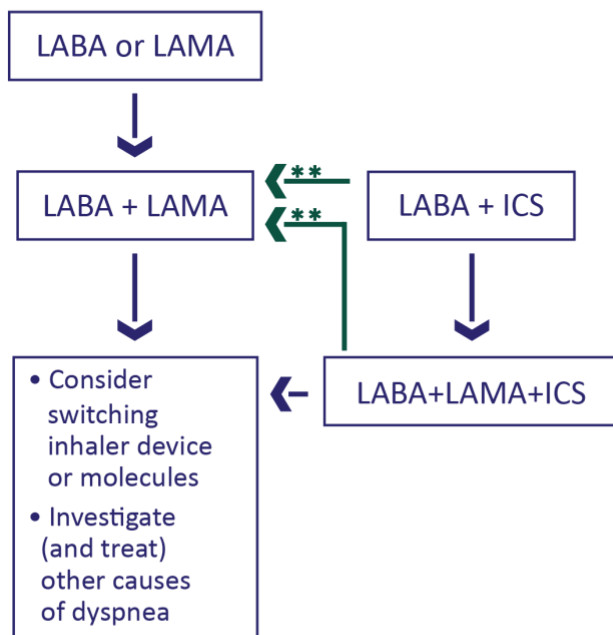 LABA or LAMA
**
LABA + LAMA
LABA + ICS
**
• Consider
switching
inhaler device
or molecules
• Investigate
(and treat)
other causes
of dyspnea
LABA+LAMA+ICS